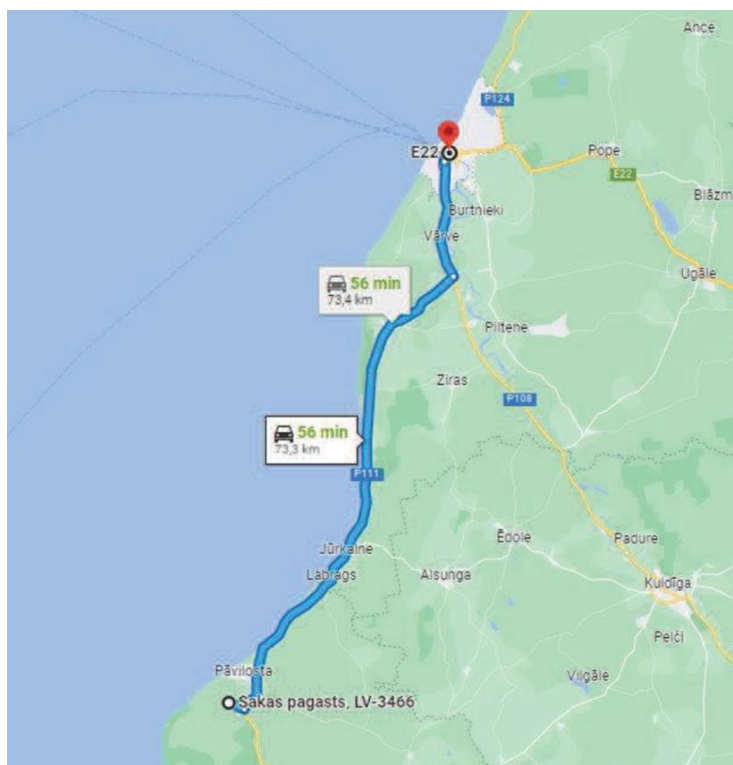 Ance
P124
E22
Pope
E22
Blāzm
Burtnieki
Vārve
Ugāle
56 min
73,4 km
Piltene
Ziras
P108
56 min
73,3 km
P111
Ēdole
Padure
Jūrkalne
Labrags
Alsunga
Kuldīga
Pelči
Pāvilosta
Vilgāle
Sakas pagasts, LV-3466